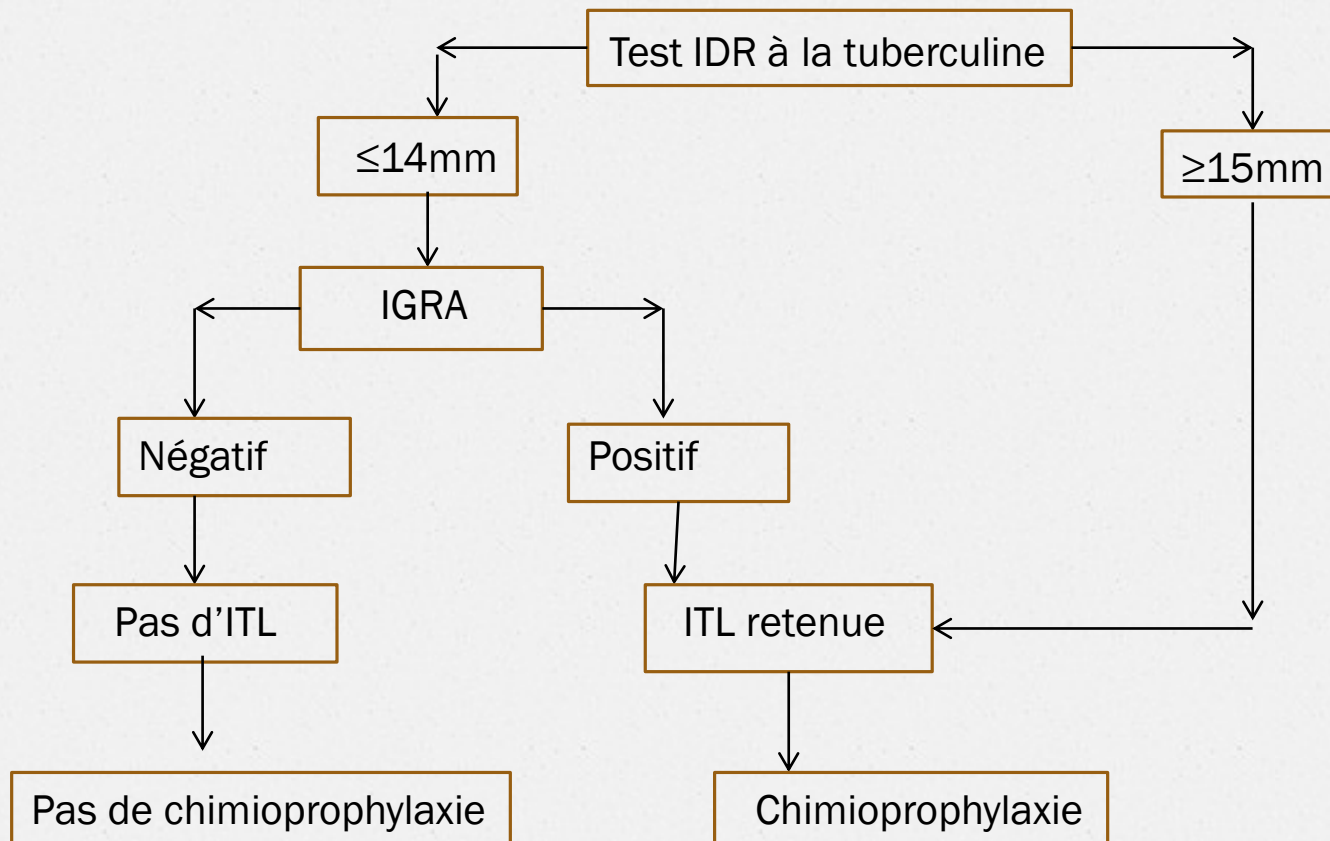 Test IDR à la tuberculine
≤14mm
≥15mm
IGRA
Négatif
Positif
Pas d’ITL
ITL retenue
Pas de chimioprophylaxie
Chimioprophylaxie